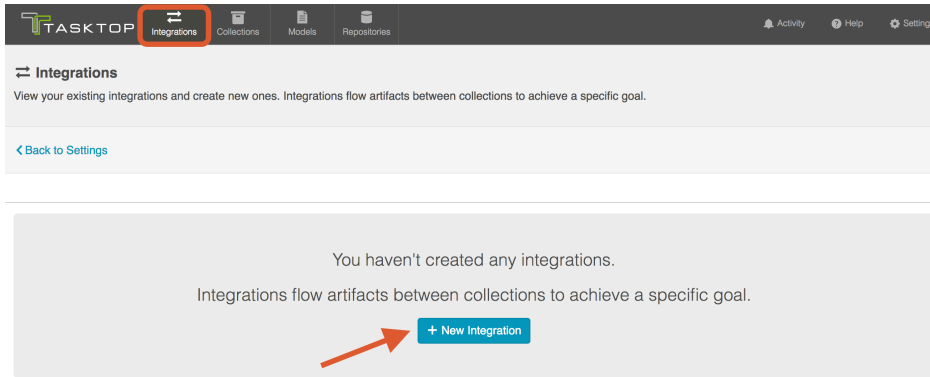 TASKTOP
Integrations
Collections
Models
Repositories
Activity
Help
Setting
Integrations
View your existing integrations and create new ones. Integrations flow artifacts between collections to achieve a specific goal.
Back to Settings
You haven't created any integrations.
Integrations flow artifacts between collections to achieve a specific goal.
+ New Integration